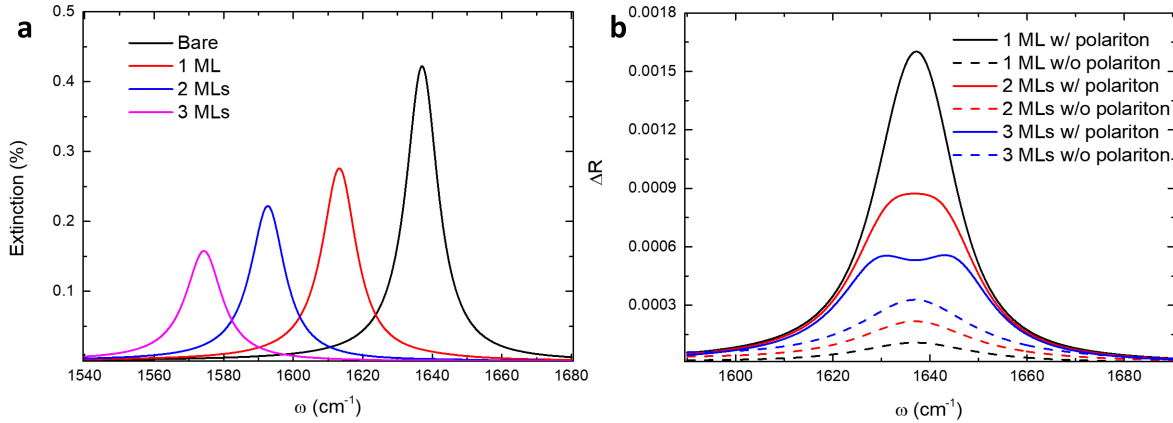 a
Extinction (%)
0.5
0.4
0.3
0.2
0.1
Bare
1 ML
2 MLs
3 MLs
1540 1560 1580 1600 1620 1640 1660 1680
ω (cm⁻¹)
b
ΔR
0.0018
0.0015
0.0012
0.0009
0.0006
0.0003
1 ML w/ polariton
1 ML w/o polariton
2 MLs w/ polariton
2 MLs w/o polariton
3 MLs w/ polariton
3 MLs w/o polariton
1600 1620 1640 1660 1680
ω (cm⁻¹)